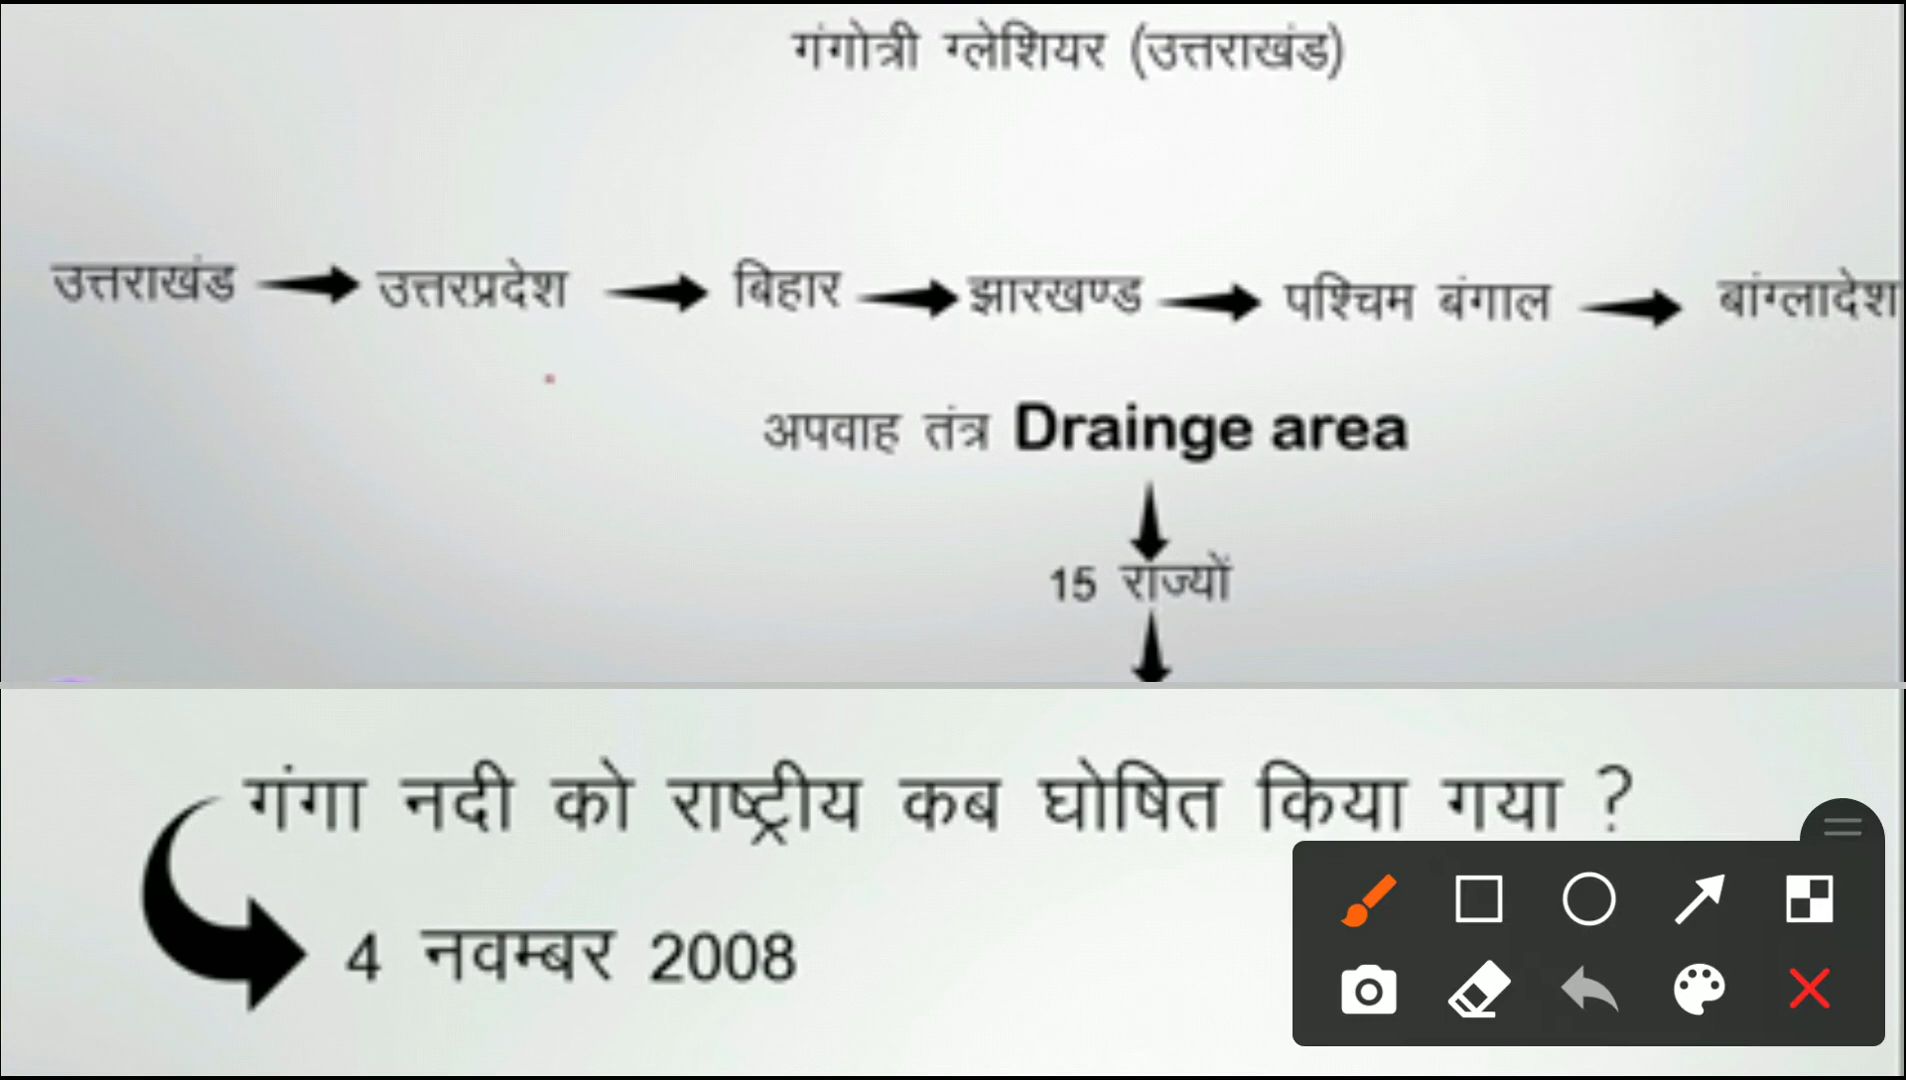 गंगोत्री ग्लेशियर (उत्तराखंड)
उत्तराखंड → उत्तरप्रदेश → बिहार → झारखण्ड → पश्चिम बंगाल → बांग्लादेश
अपवाह तंत्र Drainge area
15 राज्यों
गंगा नदी को राष्ट्रीय कब घोषित किया गया ?
4 नवम्बर 2008